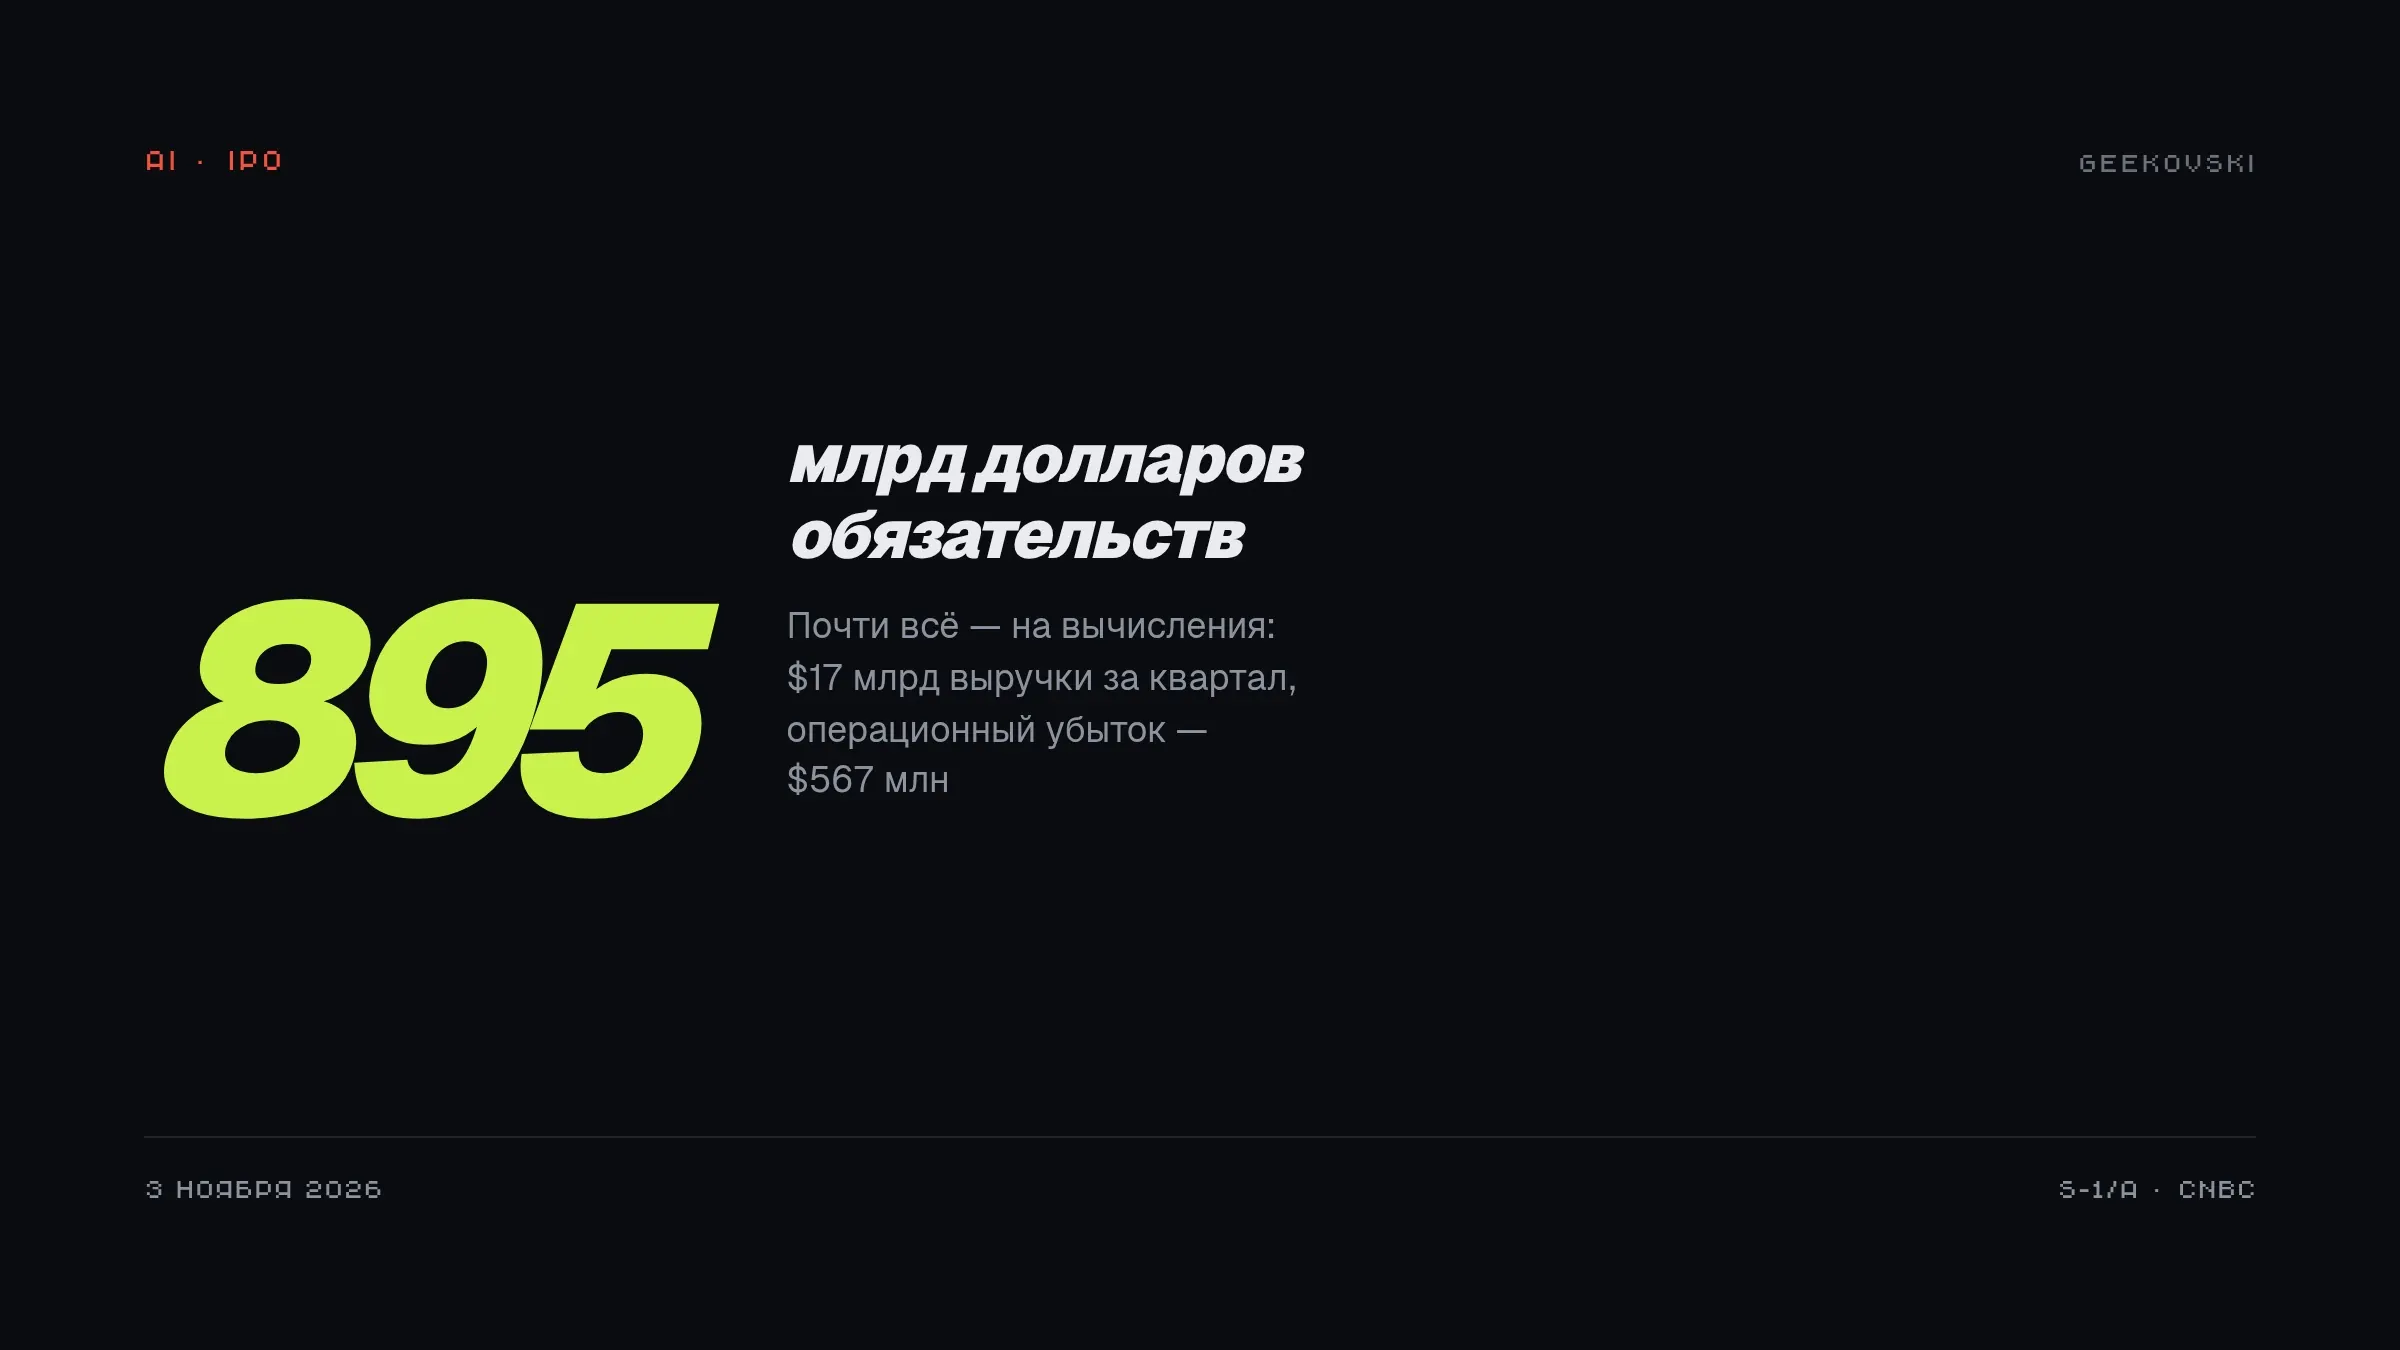 AI · IPO
GEEKOVSKI
895
млрд долларов
обязательств
Почти всё — на вычисления:
$17 млрд выручки за квартал,
операционный убыток —
$567 млн
3 НОЯБРЯ 2026
S-1/A · CNBC